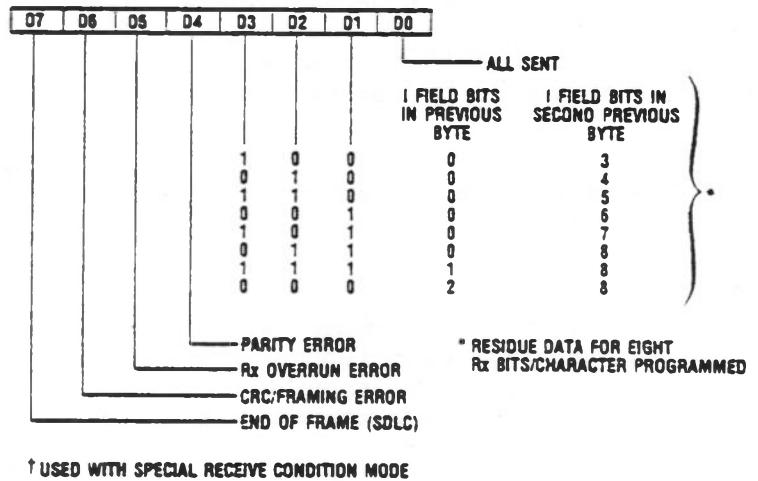 D7 D6 D5 D4 D3 D2 D1 D0
ALL SENT
I FIELD BITS IN PREVIOUS BYTE
I FIELD BITS IN SECOND PREVIOUS BYTE
1 0 0 0 3
0 1 0 0 4
1 1 0 0 5
0 0 1 0 6
1 0 1 0 7
0 1 1 0 8
1 1 1 1 8
0 0 0 2 8
*
PARITY ERROR
Rx OVERRUN ERROR
CRC/FRAMING ERROR
END OF FRAME (SDLC)
* RESIDUE DATA FOR EIGHT
Rx BITS/CHARACTER PROGRAMMED
† USED WITH SPECIAL RECEIVE CONDITION MODE